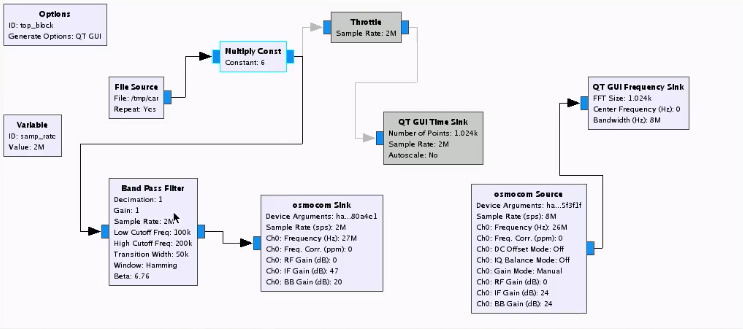 Options
ID: top_block
Generate Options: QT GUI
Throttle
Sample Rate: 2M
Multiply Const
Constant: 6
File Source
File: /tmp/car
Repeat: Yes
QT GUI Frequency Sink
FFT Size: 1.024k
Center Frequency (Hz): 0
Bandwidth (Hz): 8M
Variable
ID: samp_rate
Value: 2M
QT GUI Time Sink
Number of Points: 1.024k
Sample Rate: 2M
Autoscale: No
Band Pass Filter
Decimation: 1
Gain: 1
Sample Rate: 2M
Low Cutoff Freq: 100k
High Cutoff Freq: 200k
Transition Width: 50k
Window: Hamming
Beta: 6.76
osmocom Sink
Device Arguments: ha...80a4c1
Sample Rate (sps): 2M
Ch0: Frequency (Hz): 27M
Ch0: Freq. Corr. (ppm): 0
Ch0: RF Gain (dB): 0
Ch0: IF Gain (dB): 47
Ch0: BB Gain (dB): 20
osmocom Source
Device Arguments: ha...5f3f1f
Sample Rate (sps): 8M
Ch0: Frequency (Hz): 26M
Ch0: Freq. Corr. (ppm): 0
Ch0: DC Offset Mode: Off
Ch0: IQ Balance Mode: Off
Ch0: Gain Mode: Manual
Ch0: RF Gain (dB): 0
Ch0: IF Gain (dB): 24
Ch0: BB Gain (dB): 24